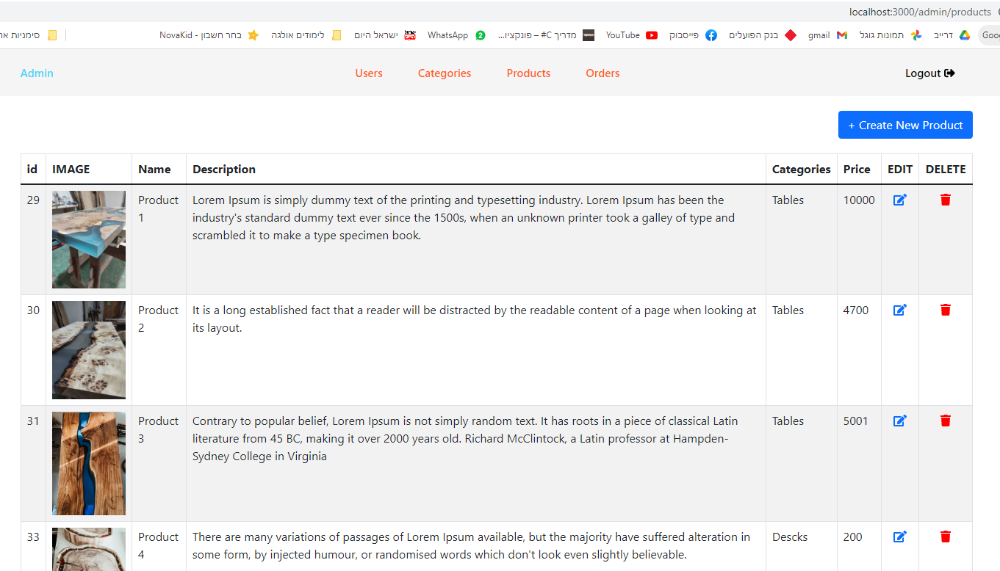 localhost:3000/admin/products
סימניות
בחר חשבון - NovaKid
לימודים אולגה
ישראל היום
WhatsApp
מדריך C# – פונקציו...
YouTube
פייסבוק
בנק הפועלים
gmail
תמונות גוגל
דרייב
Admin
Users
Categories
Products
Orders
Logout
+ Create New Product
id IMAGE Name Description Categories Price EDIT DELETE
29
Product
1
Lorem Ipsum is simply dummy text of the printing and typesetting industry. Lorem Ipsum has been the
industry's standard dummy text ever since the 1500s, when an unknown printer took a galley of type and
scrambled it to make a type specimen book.
Tables
10000
30
Product
2
It is a long established fact that a reader will be distracted by the readable content of a page when looking at
its layout.
Tables
4700
31
Product
3
Contrary to popular belief, Lorem Ipsum is not simply random text. It has roots in a piece of classical Latin
literature from 45 BC, making it over 2000 years old. Richard McClintock, a Latin professor at Hampden-
Sydney College in Virginia
Tables
5001
33
Product
4
There are many variations of passages of Lorem Ipsum available, but the majority have suffered alteration in
some form, by injected humour, or randomised words which don't look even slightly believable.
Descks
200